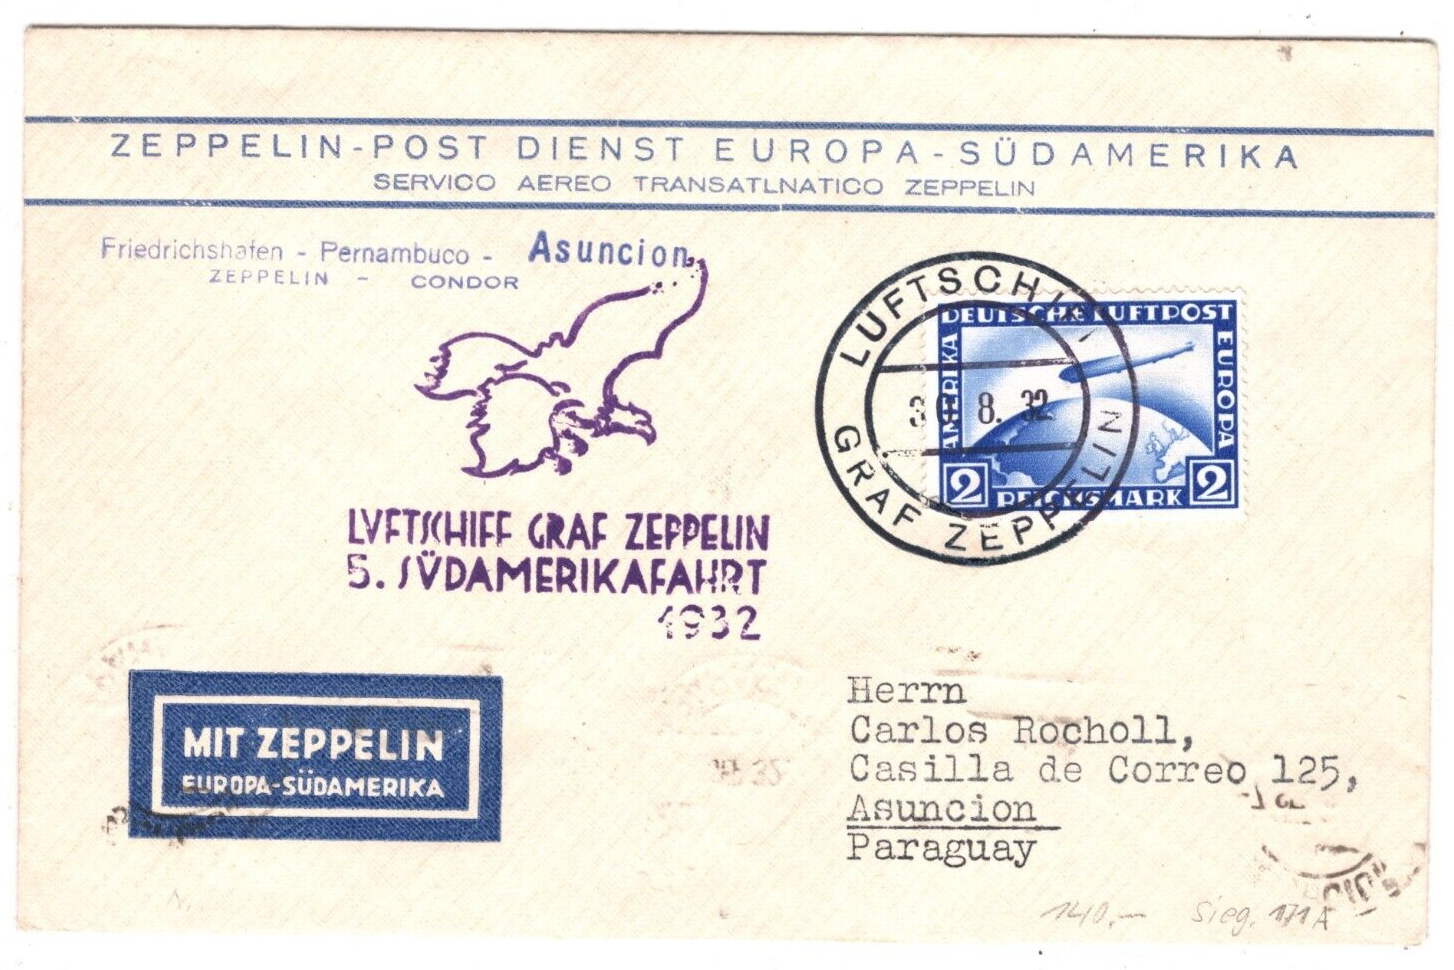 ZEPPELIN-POST DIENST EUROPA-SÜDAMERIKA
SERVICO AEREO TRANSATLNATICO ZEPPELIN
Friedrichshafen - Pernambuco - Asuncion
ZEPPELIN - CONDOR
LUFTSCHIFF
8. 32
GRAF ZEPPELIN
DEUTSCHE LUFTPOST
AMERIKA
EUROPA
2 REICHSMARK 2
LUFTSCHIFF GRAF ZEPPELIN
5. SÜDAMERIKAFAHRT
1932
MIT ZEPPELIN
EUROPA-SÜDAMERIKA
Herrn
Carlos Rocholl,
Casilla de Correo 125,
Asuncion
Paraguay
140,- Sieg. 171A